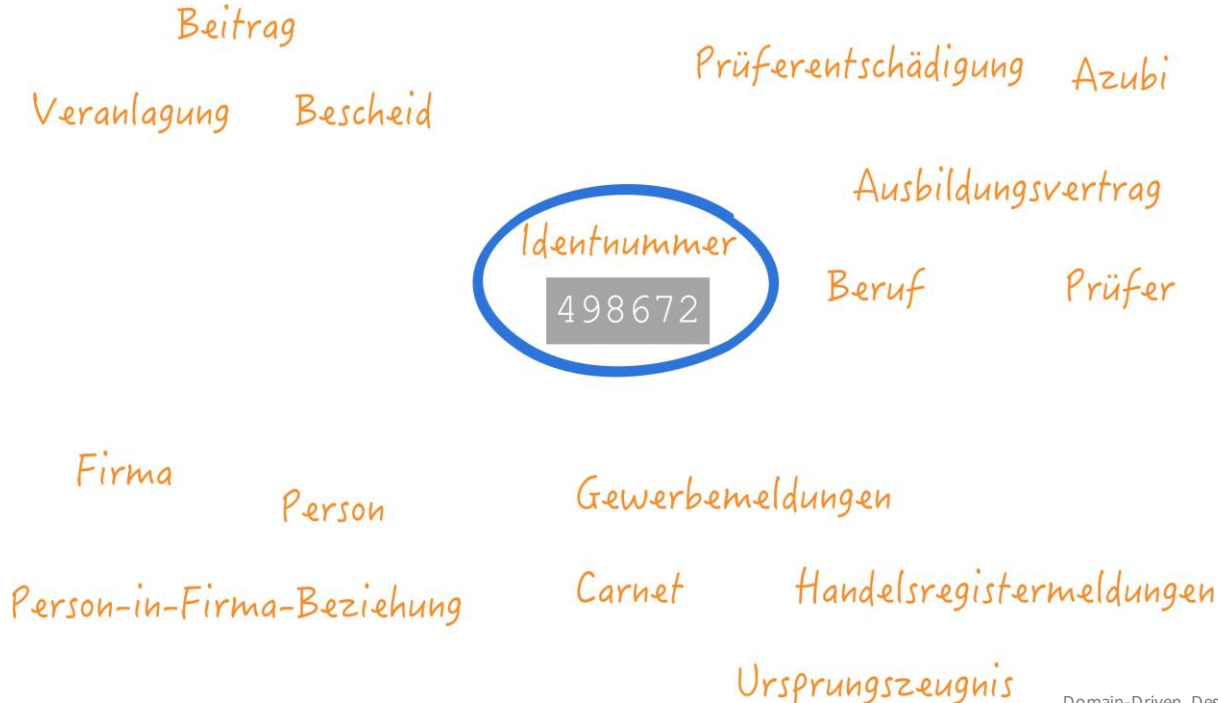 Beitrag
Prüferentschädigung Azubi
Veranlagung Bescheid
Ausbildungsvertrag
Identnummer
498672
Beruf Prüfer
Firma
Person
Gewerbemeldungen
Person-in-Firma-Beziehung
Carnet Handelsregistermeldungen
Ursprungszeugnis
Domain-Driven Des